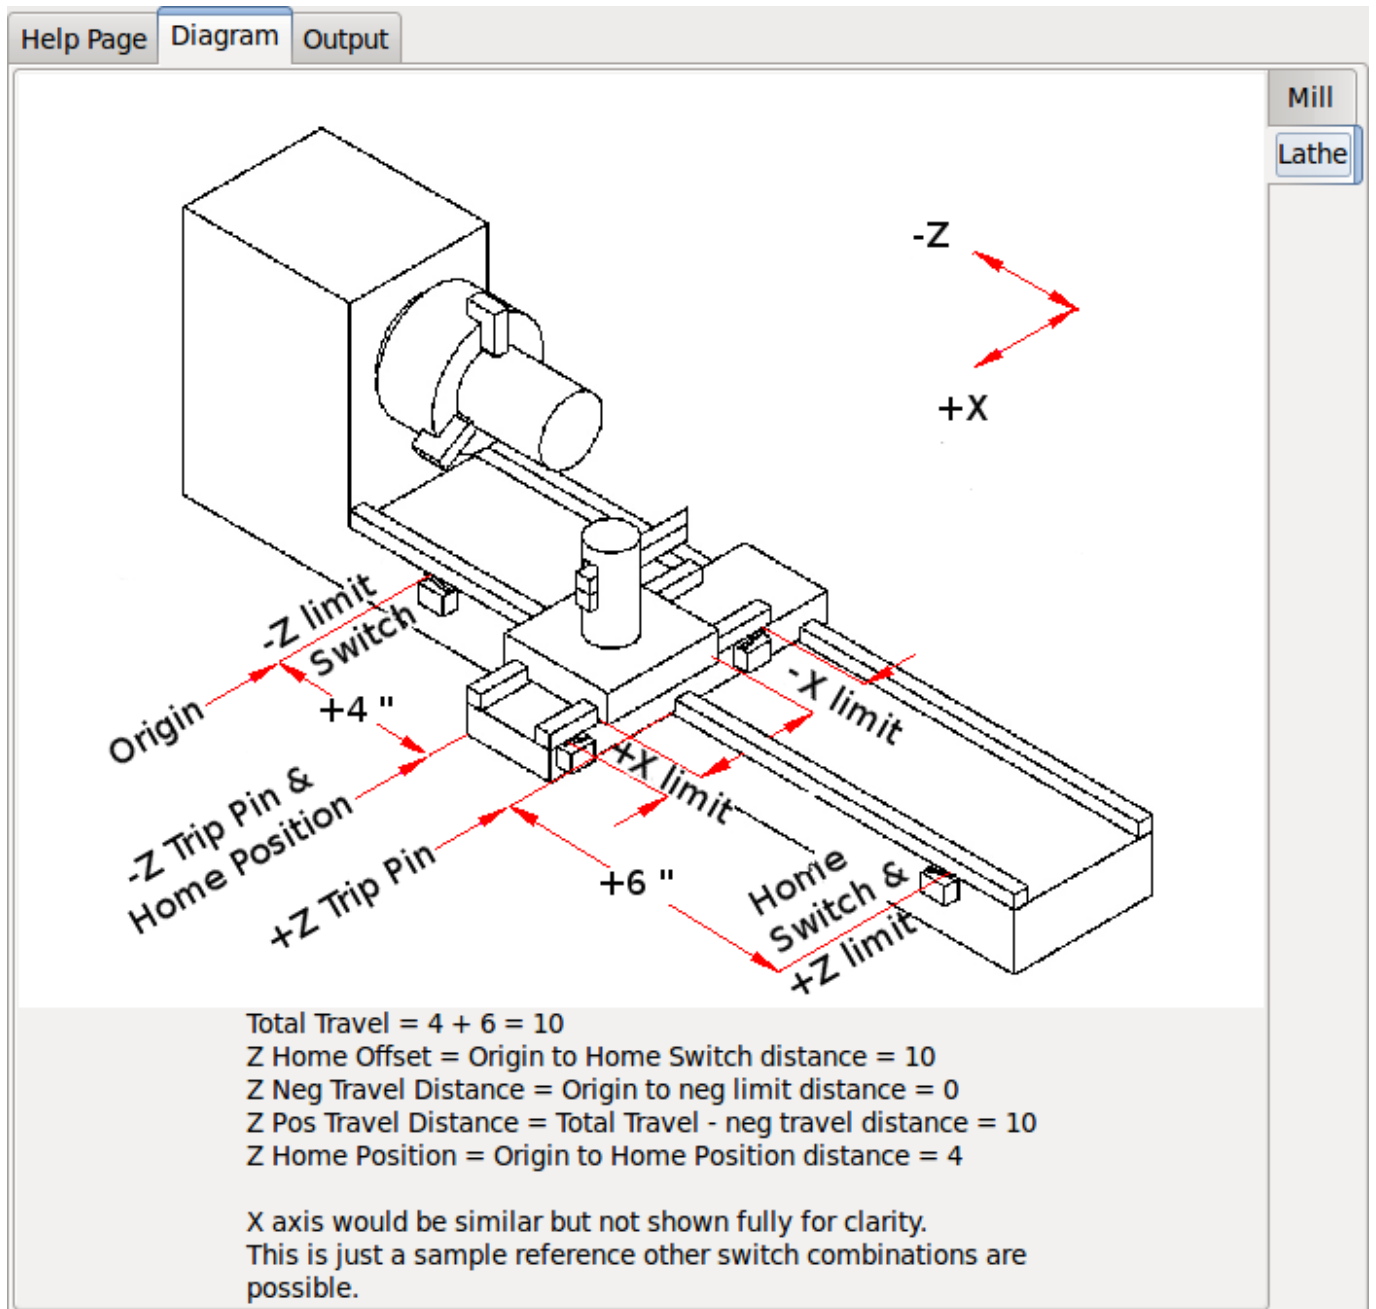 Help Page
Diagram
Output
Mill
Lathe
-Z
+X
-Z limit
Switch
Origin
+4 "
-X limit
+X limit
-Z Trip Pin &
Home Position
+Z Trip Pin
+6 "
Home
Switch &
+Z limit
Total Travel = 4 + 6 = 10
Z Home Offset = Origin to Home Switch distance = 10
Z Neg Travel Distance = Origin to neg limit distance = 0
Z Pos Travel Distance = Total Travel - neg travel distance = 10
Z Home Position = Origin to Home Position distance = 4
X axis would be similar but not shown fully for clarity.
This is just a sample reference other switch combinations are
possible.